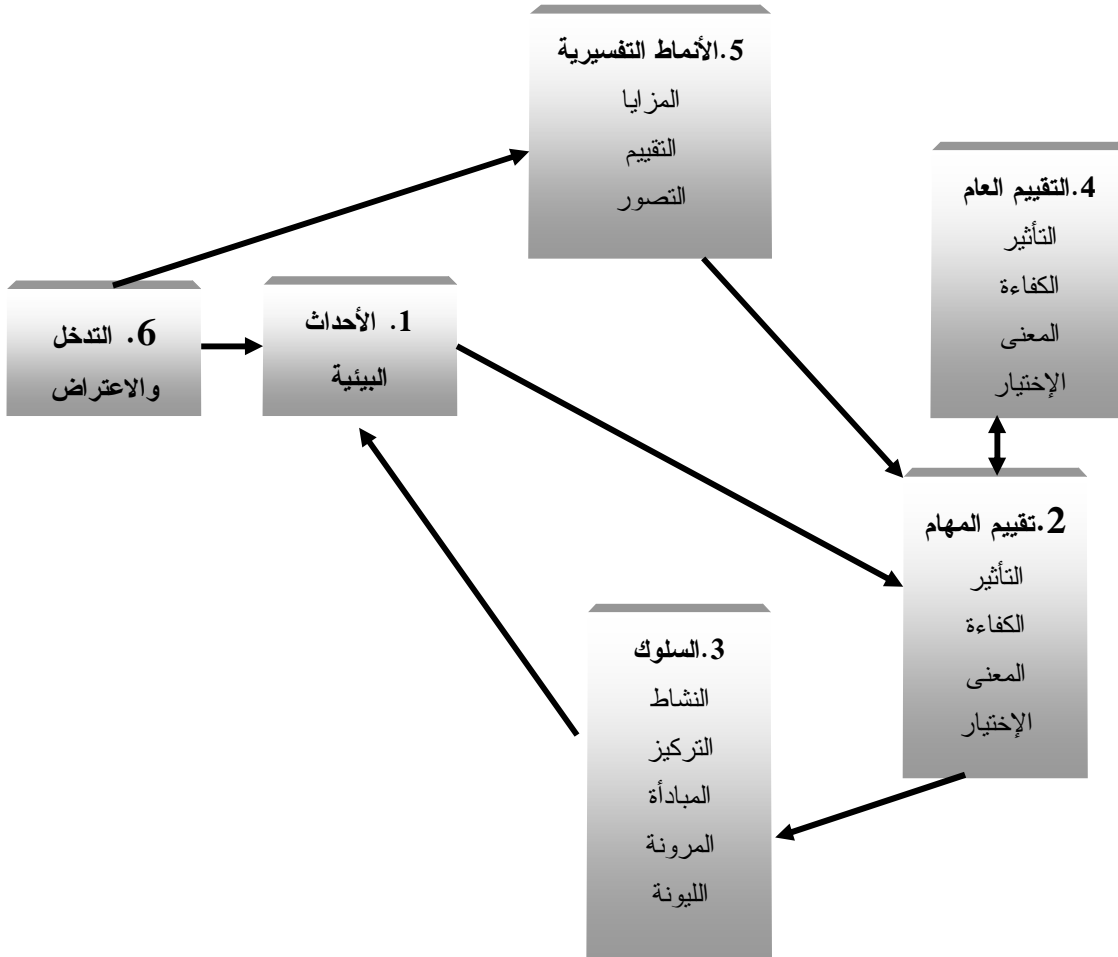 5.الأنماط التفسيرية
المزايا
التقييم
التصور
4.التقييم العام
التأثير
الكفاءة
المعنى
الإختيار
6. التدخل
والاعتراض
1. الأحداث
البيئية
2.تقييم المهام
التأثير
الكفاءة
المعنى
الإختيار
3.السلوك
النشاط
التركيز
المبادأة
المرونة
الليونة